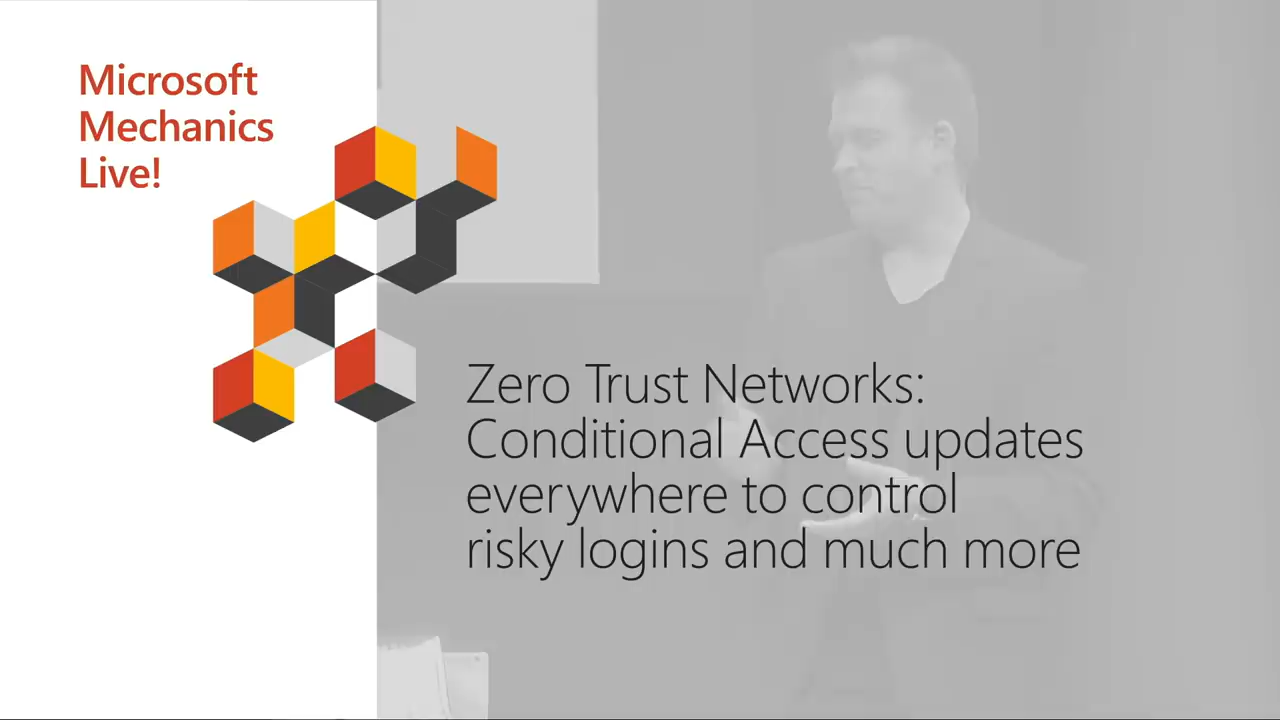 Microsoft
Mechanics
Live!
Zero Trust Networks:
Conditional Access updates
everywhere to control
risky logins and much more